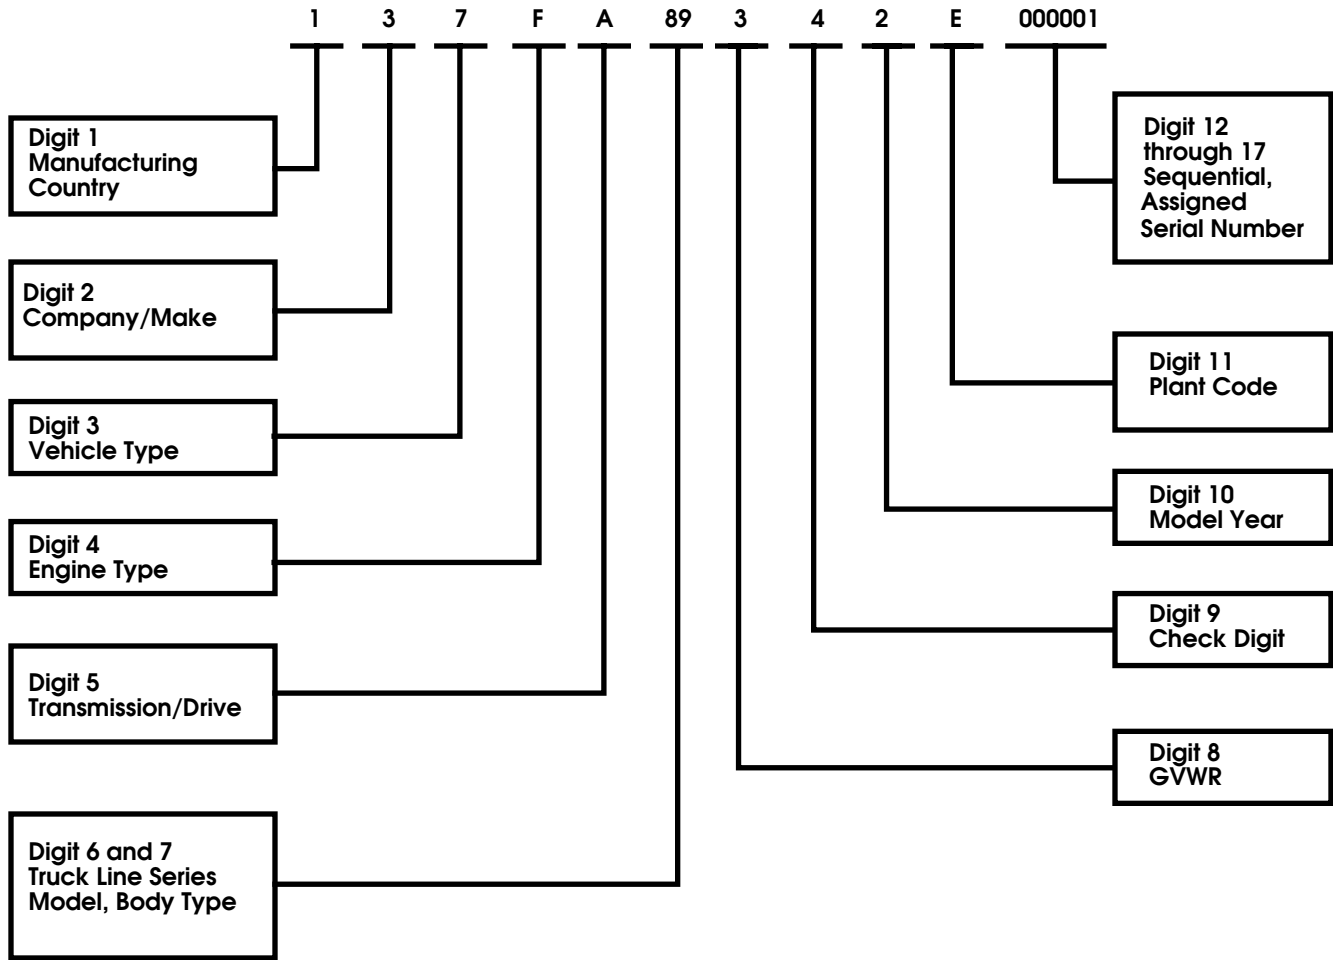 1 3 7 F A 89 3 4 2 E 000001
Digit 1
Manufacturing
Country
Digit 2
Company/Make
Digit 3
Vehicle Type
Digit 4
Engine Type
Digit 5
Transmission/Drive
Digit 6 and 7
Truck Line Series
Model, Body Type
Digit 12
through 17
Sequential,
Assigned
Serial Number
Digit 11
Plant Code
Digit 10
Model Year
Digit 9
Check Digit
Digit 8
GVWR